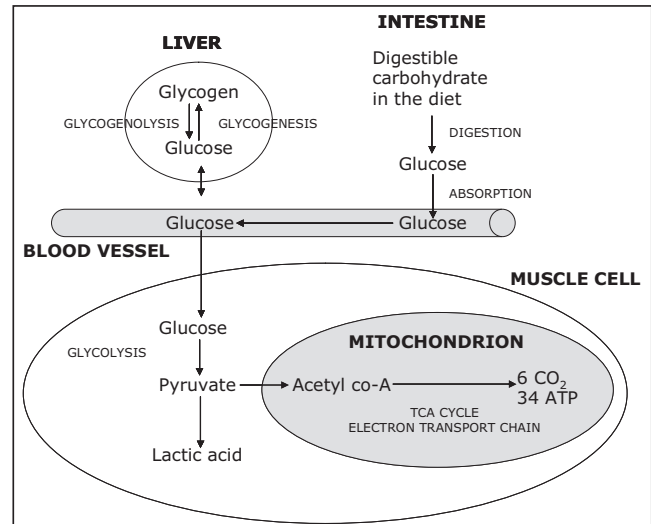 LIVER
Glycogen
GLYCOGENOLYSIS
GLYCOGENESIS
Glucose
INTESTINE
Digestible
carbohydrate
in the diet
DIGESTION
Glucose
ABSORPTION
Glucose
Glucose
BLOOD VESSEL
MUSCLE CELL
Glucose
GLYCOLYSIS
Pyruvate
Lactic acid
MITOCHONDRION
Acetyl co-A
6 CO₂
34 ATP
TCA CYCLE
ELECTRON TRANSPORT CHAIN